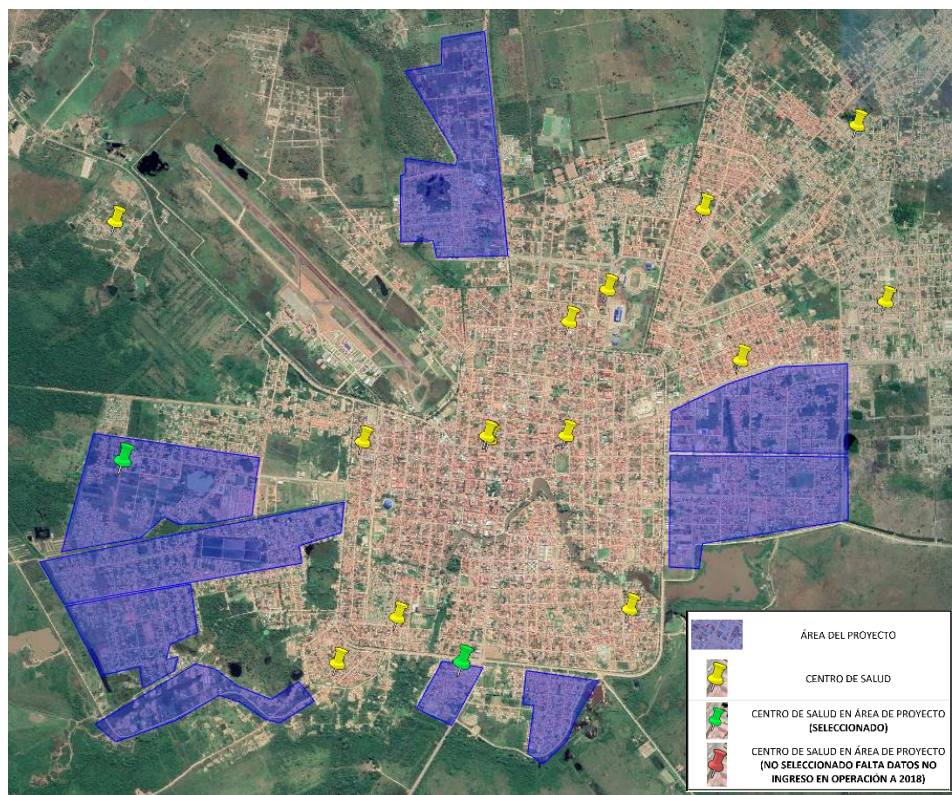 ÁREA DEL PROYECTO
CENTRO DE SALUD
CENTRO DE SALUD EN ÁREA DE PROYECTO
(SELECCIONADO)
CENTRO DE SALUD EN ÁREA DE PROYECTO
(NO SELECCIONADO FALTA DATOS NO
INGRESO EN OPERACIÓN A 2018)